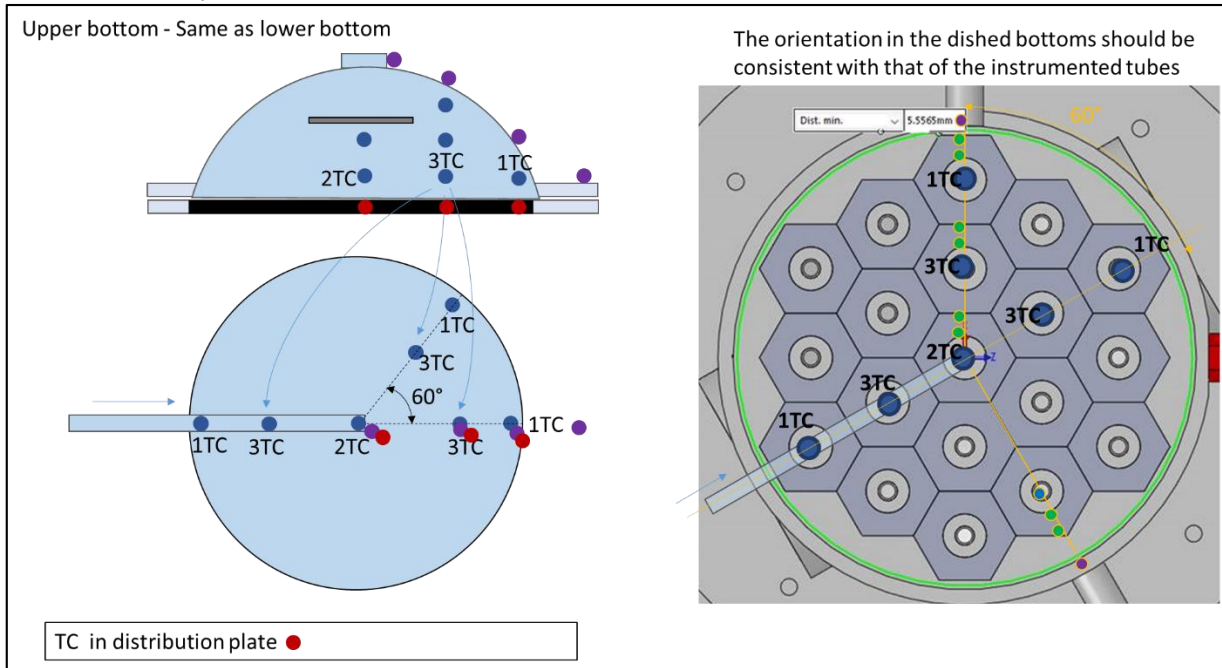 Upper bottom - Same as lower bottom
2TC
3TC
1TC
1TC
3TC
60°
1TC
3TC
2TC
3TC
1TC
TC in distribution plate
The orientation in the dished bottoms should be
consistent with that of the instrumented tubes
Dist. min.
5.5565mm
60°
1TC
1TC
3TC
3TC
2TC
z
3TC
1TC